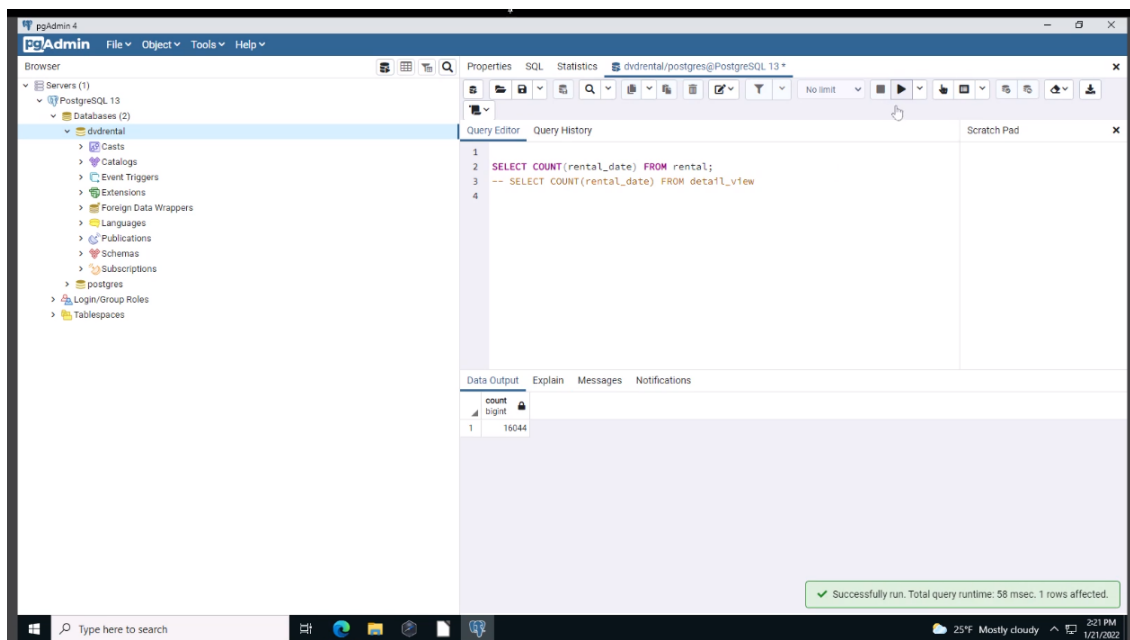 pgAdmin 4
pgAdmin File Object Tools Help
Browser
Properties SQL Statistics dvdrental/postgres@PostgreSQL 13 *
Servers (1)
PostgreSQL 13
Databases (2)
dvdrental
Casts
Catalogs
Event Triggers
Extensions
Foreign Data Wrappers
Languages
Publications
Schemas
Subscriptions
postgres
Login/Group Roles
Tablespaces
No limit
Query Editor Query History
Scratch Pad
1
2 SELECT COUNT(rental_date) FROM rental;
3 -- SELECT COUNT(rental_date) FROM detail_view
4
Data Output Explain Messages Notifications
count
bigint
1 16044
Successfully run. Total query runtime: 58 msec. 1 rows affected.
Type here to search
25°F Mostly cloudy
2:21 PM
1/21/2022